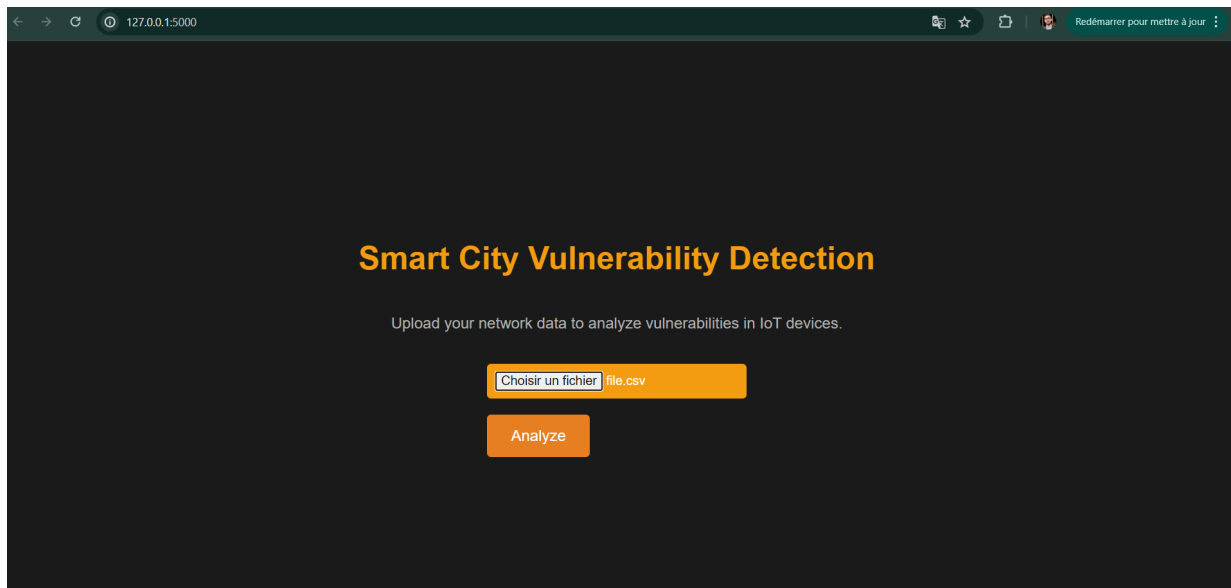 127.0.0.1:5000
Redémarrer pour mettre à jour
Smart City Vulnerability Detection
Upload your network data to analyze vulnerabilities in IoT devices.
Choisir un fichier file.csv
Analyze